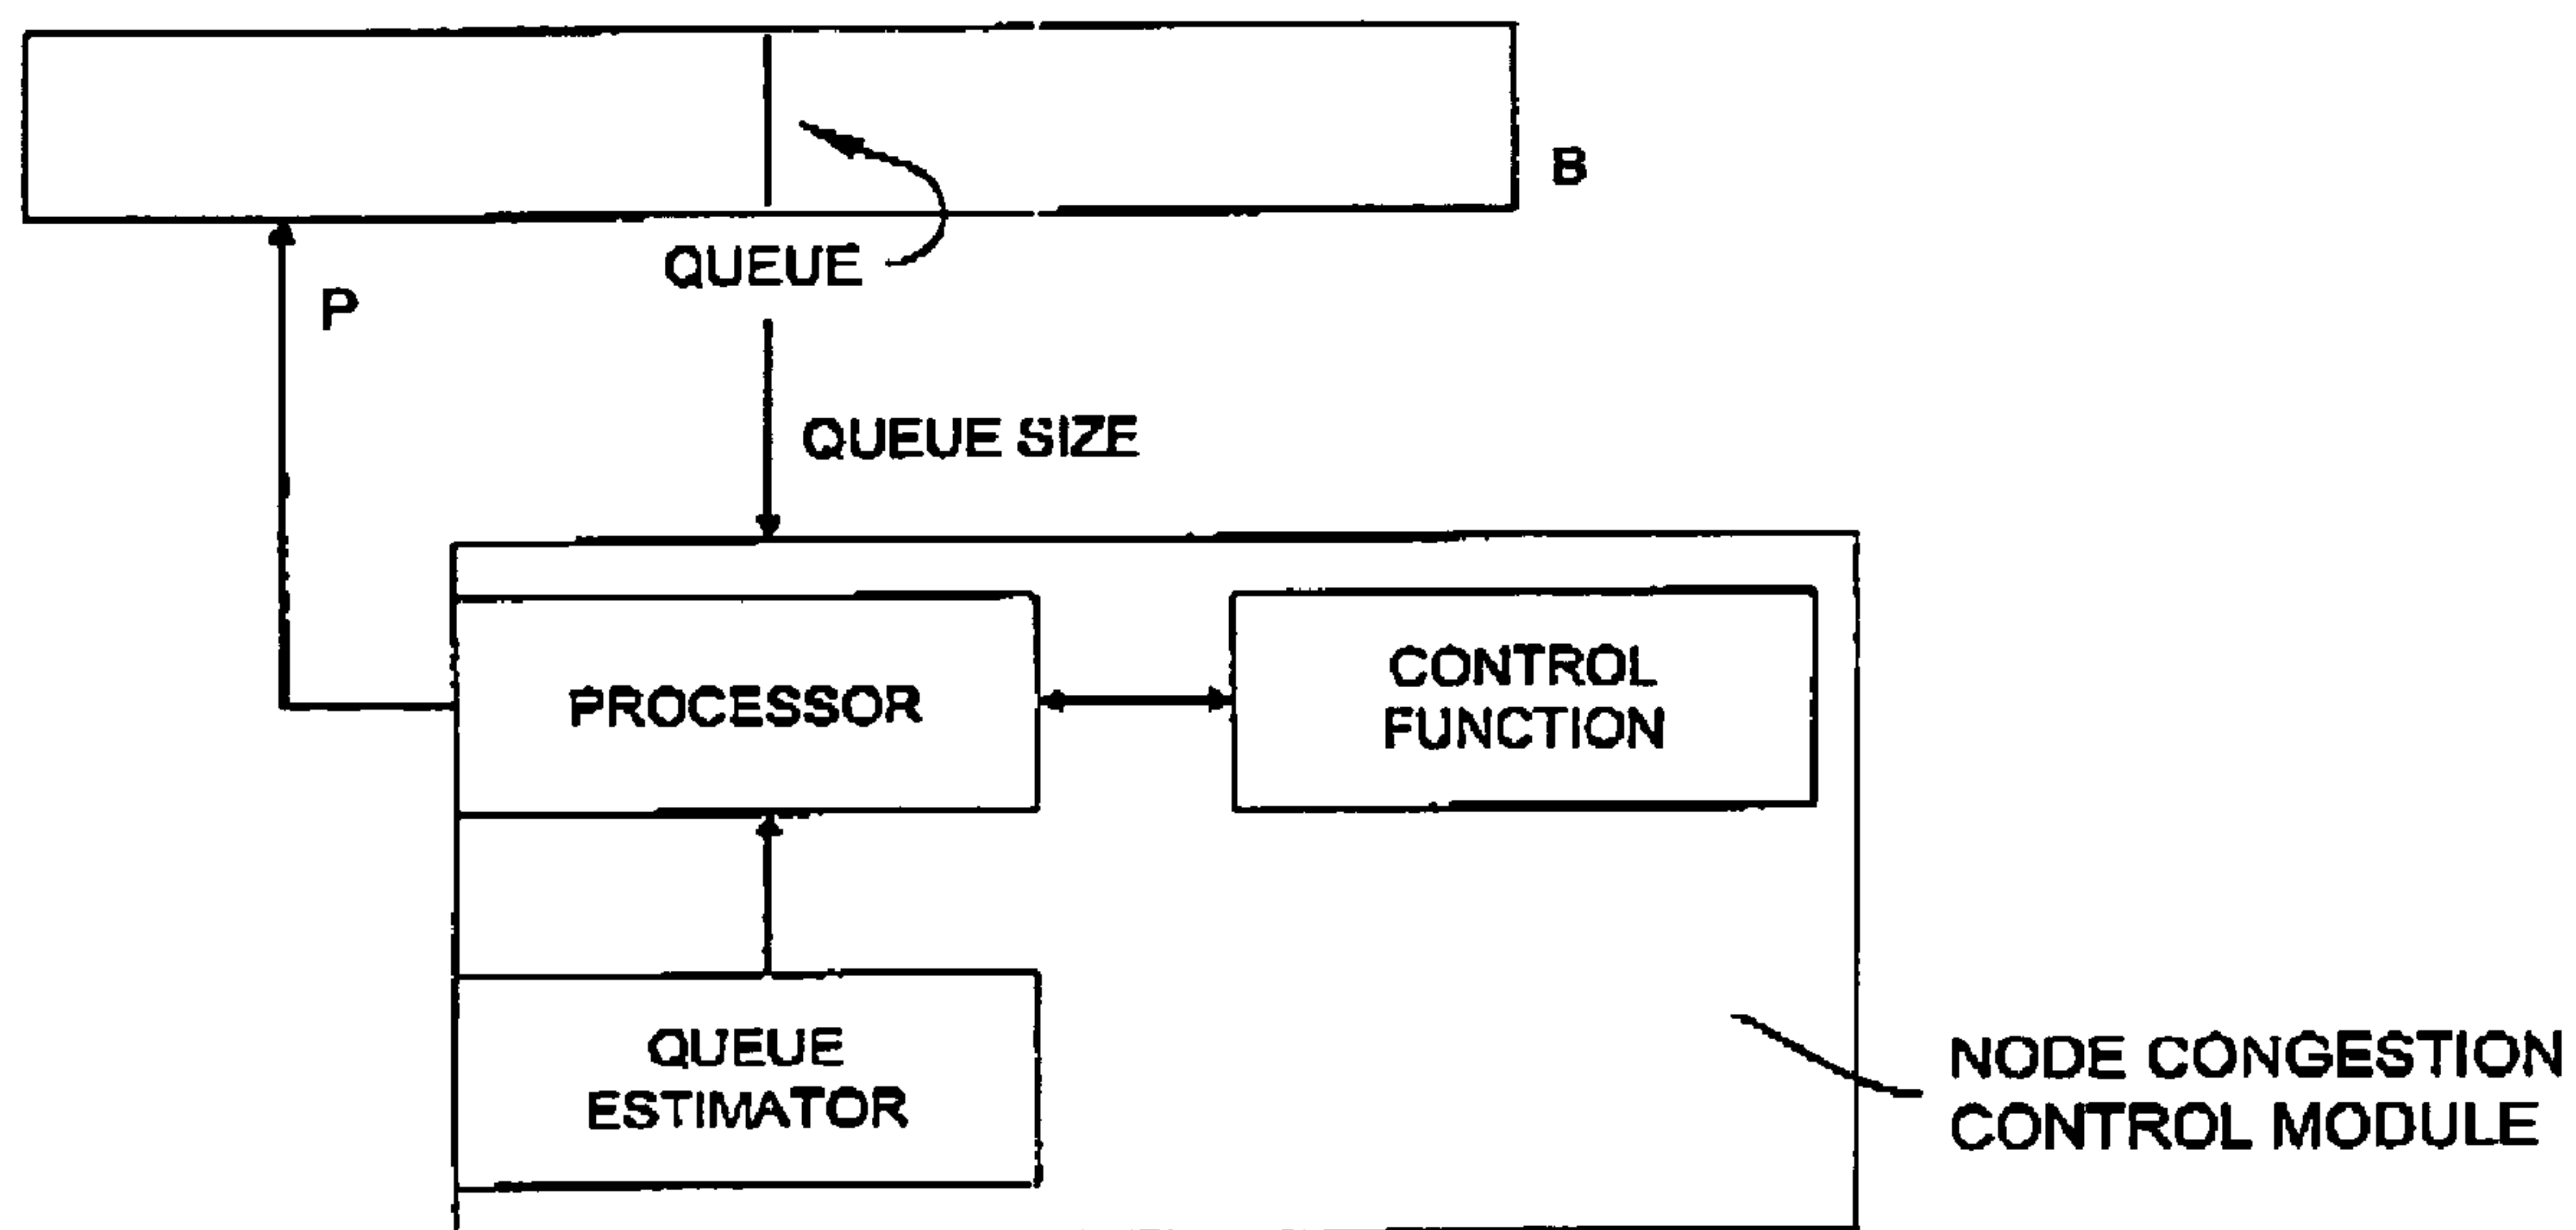 B
QUEUE
P
QUEUE SIZE
PROCESSOR
CONTROL
FUNCTION
QUEUE
ESTIMATOR
NODE CONGESTION
CONTROL MODULE